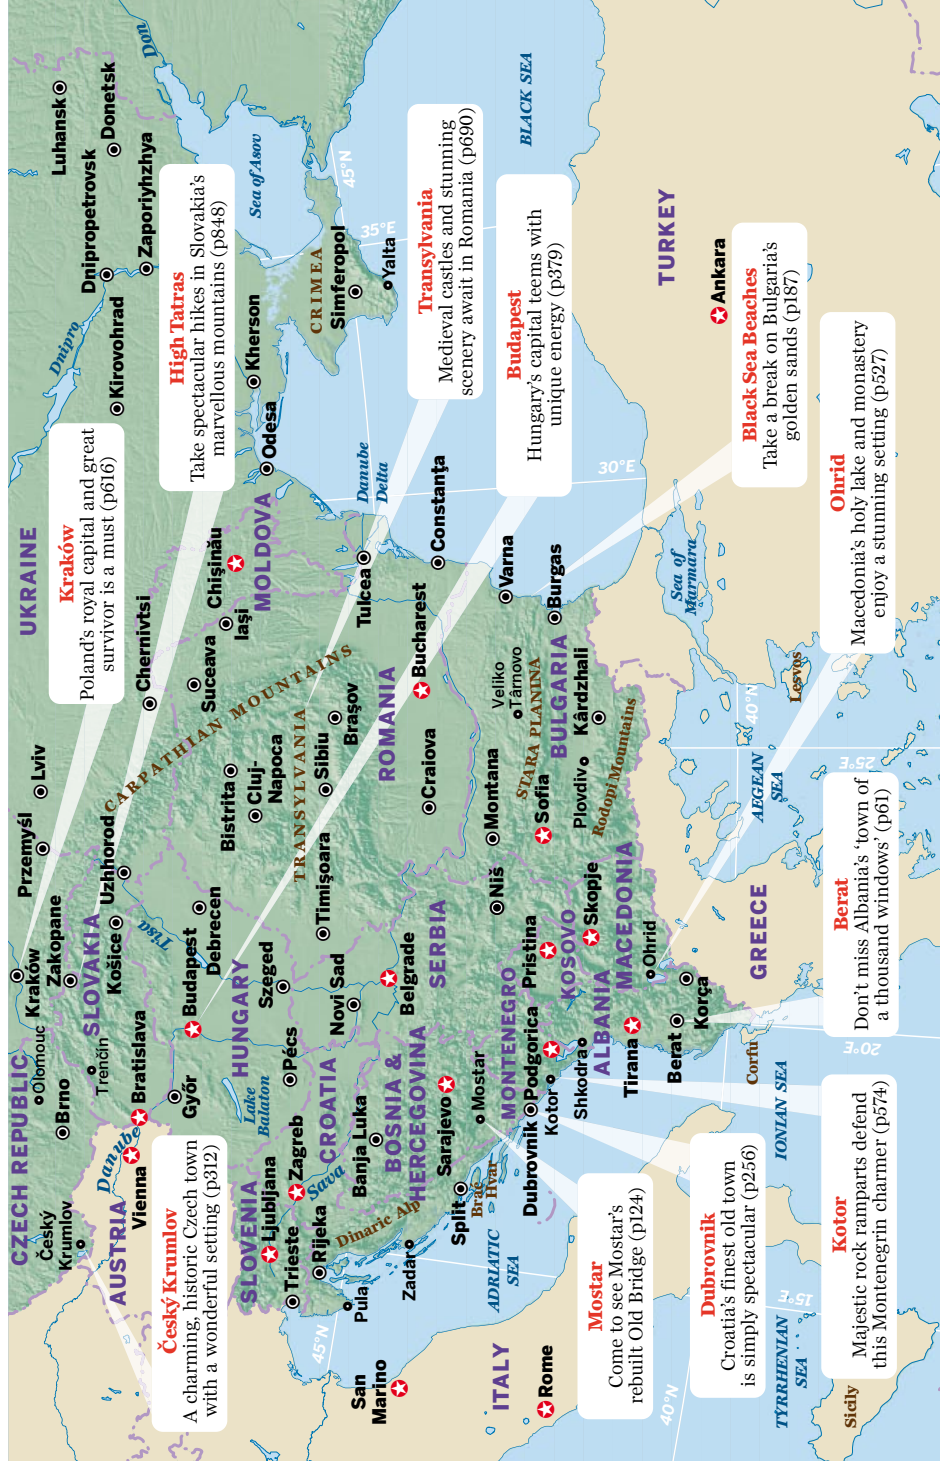 UKRAINE
CZECH REPUBLIC
SLOVAKIA
AUSTRIA
HUNGARY
MOLDOVA
ROMANIA
SLOVENIA
CROATIA
BOSNIA &
HERCEGOVINA
SERBIA
MONTENEGRO
KOSOVO
ALBANIA
MACEDONIA
BULGARIA
GREECE
TURKEY
ITALY
Kraków
Poland's royal capital and great
survivor is a must (p616)
High Tatras
Take spectacular hikes in Slovakia's
marvellous mountains (p848)
Transylvania
Medieval castles and stunning
scenery await in Romania (p690)
Budapest
Hungary's capital teems with
unique energy (p379)
Black Sea Beaches
Take a break on Bulgaria's
golden sands (p187)
Ohrid
Macedonia's holy lake and monastery
enjoy a stunning setting (p527)
Berat
Don't miss Albania's 'town of
a thousand windows' (p61)
Kotor
Majestic rock ramparts defend
this Montenegrin charmer (p574)
Dubrovnik
Croatia's finest old town
is simply spectacular (p256)
Mostar
Come to see Mostar's
rebuilt Old Bridge (p124)
Český Krumlov
A charming, historic Czech town
with a wonderful setting (p312)
Český
Krumlov
Olomouc
Brno
Kraków
Zakopane
Przemyśl
Lviv
Trenčín
Košice
Uzhhorod
Chernivtsi
Vienna
Bratislava
Győr
Budapest
Debrecen
Szeged
Pécs
Suceava
Iaşi
Chişinău
Bistrita
Cluj-
Napoca
Sibiu
Braşov
Timişoara
Craiova
Bucharest
Tulcea
Constanţa
Odesa
Kherson
Kirovohrad
Dnipropetrovsk
Zaporiyhzhya
Donetsk
Luhansk
Simferopol
Yalta
Ljubljana
Trieste
Rijeka
Pula
Zagreb
Zadar
Split
Banja Luka
Sarajevo
Mostar
Dubrovnik
Novi Sad
Belgrade
Niš
Podgorica
Kotor
Shkodra
Pristina
Skopje
Tirana
Berat
Korça
Ohrid
Sofia
Montana
Plovdiv
Veliko
Târnovo
Kârdzhali
Varna
Burgas
Ankara
San
Marino
Rome
CARPATHIAN MOUNTAINS
TRANSYLVANIA
STARA PLANINA
Rodopi Mountains
CRIMEA
Dinaric Alp
Brač
Hvar
Corfu
Lesvos
Sicily
Don
Dnipro
Danube
Tisa
Sava
Lake
Balaton
Danube
Delta
Sea of Asov
BLACK SEA
Sea of
Marmara
AEGEAN
SEA
IONIAN SEA
ADRIATIC
SEA
TYRRHENIAN
SEA
45°N
35°E
30°E
40°N
25°E
20°E
15°E
45°N
40°N